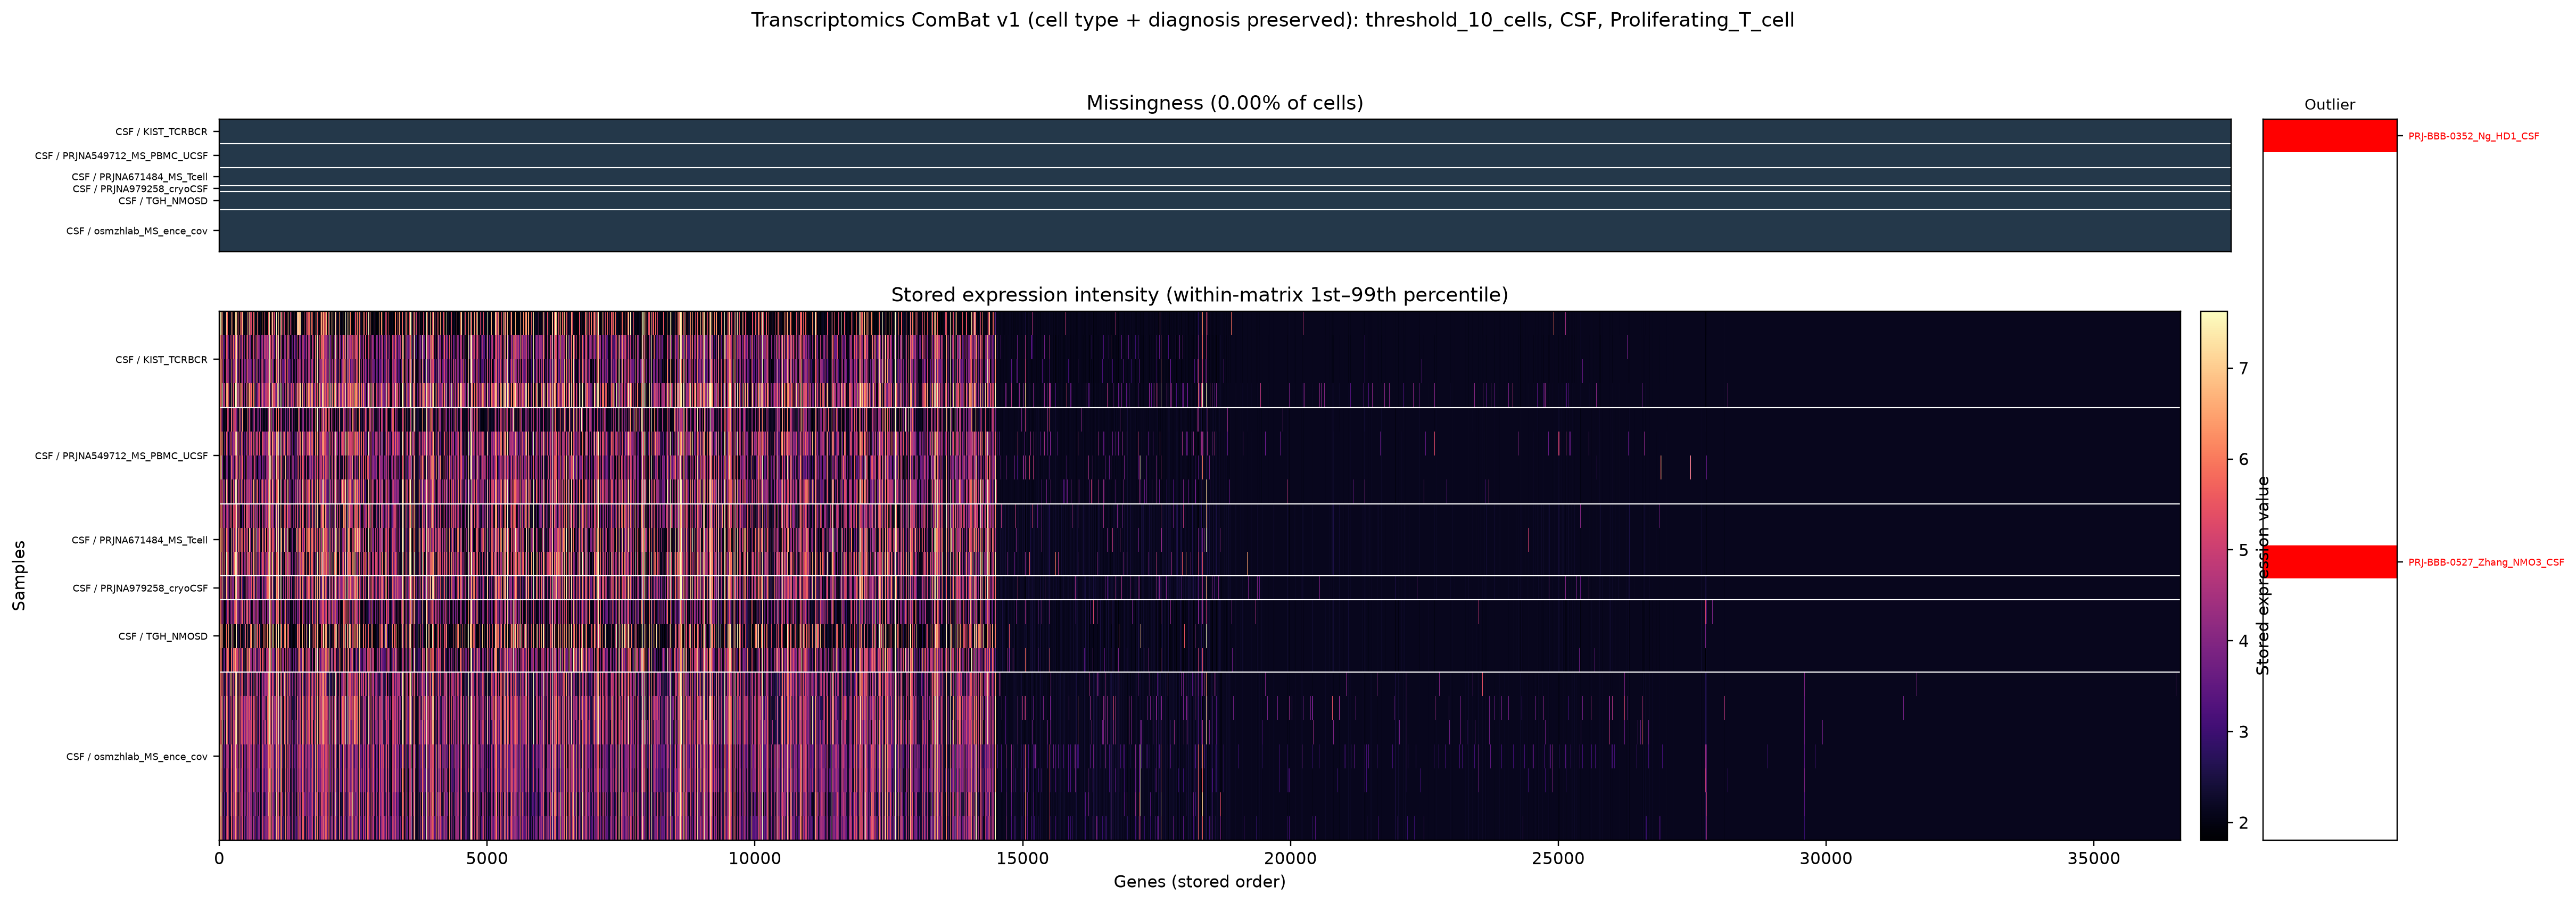 Transcriptomics ComBat v1 (cell type + diagnosis preserved): threshold_10_cells, CSF, Proliferating_T_cell
Missingness (0.00% of cells)
Outlier
CSF / KIST_TCRBCR
CSF / PRJNA549712_MS_PBMC_UCSF
CSF / PRJNA671484_MS_Tcell
CSF / PRJNA979258_cryoCSF
CSF / TGH_NMOSD
CSF / osmzhlab_MS_ence_cov
PRJ-BBB-0352_Ng_HD1_CSF
PRJ-BBB-0527_Zhang_NMO3_CSF
Stored expression intensity (within-matrix 1st–99th percentile)
Samples
CSF / KIST_TCRBCR
CSF / PRJNA549712_MS_PBMC_UCSF
CSF / PRJNA671484_MS_Tcell
CSF / PRJNA979258_cryoCSF
CSF / TGH_NMOSD
CSF / osmzhlab_MS_ence_cov
7
6
5
4
3
2
Stored expression value
0 5000 10000 15000 20000 25000 30000 35000
Genes (stored order)